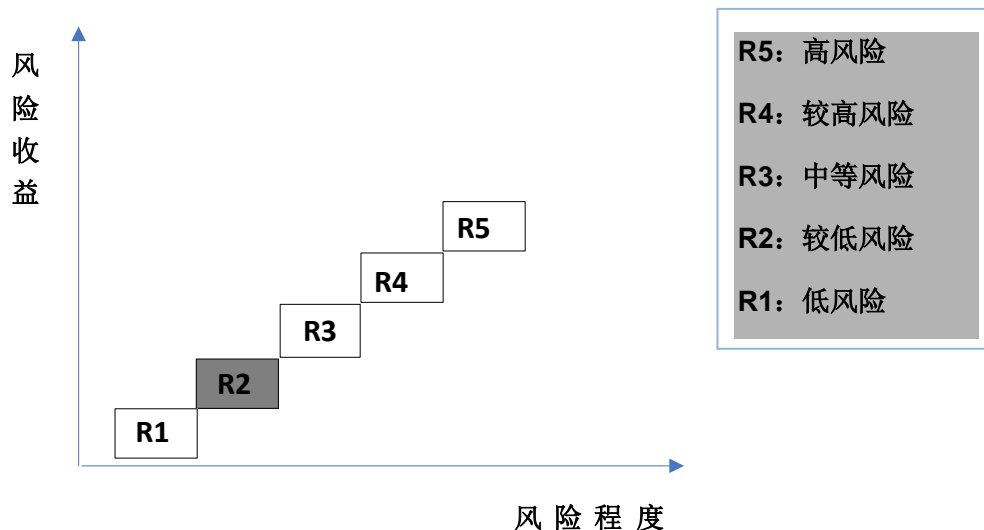 风险收益
R5：高风险
R4：较高风险
R3：中等风险
R2：较低风险
R1：低风险
R5
R4
R3
R2
R1
风险程度